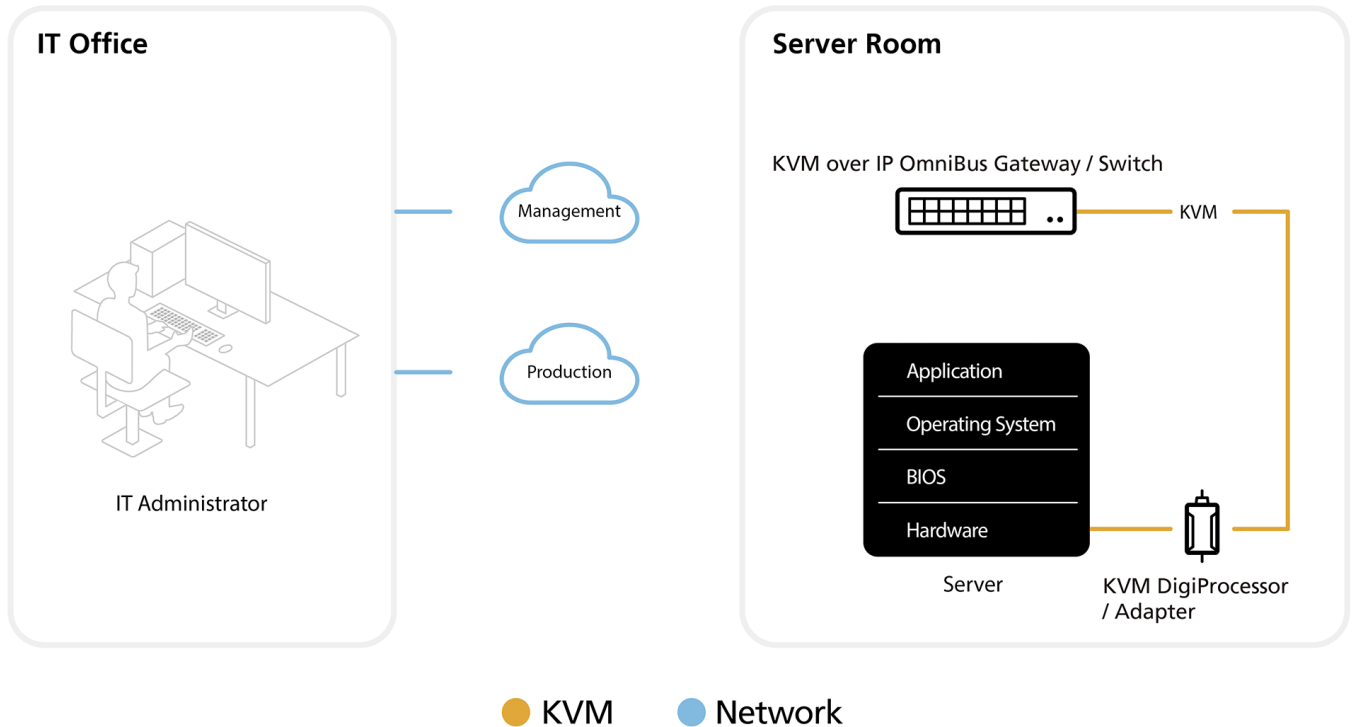 IT Office
Server Room
KVM over IP OmniBus Gateway / Switch
Management
KVM
Production
Application
Operating System
BIOS
Hardware
IT Administrator
Server
KVM DigiProcessor
/ Adapter
KVM
Network